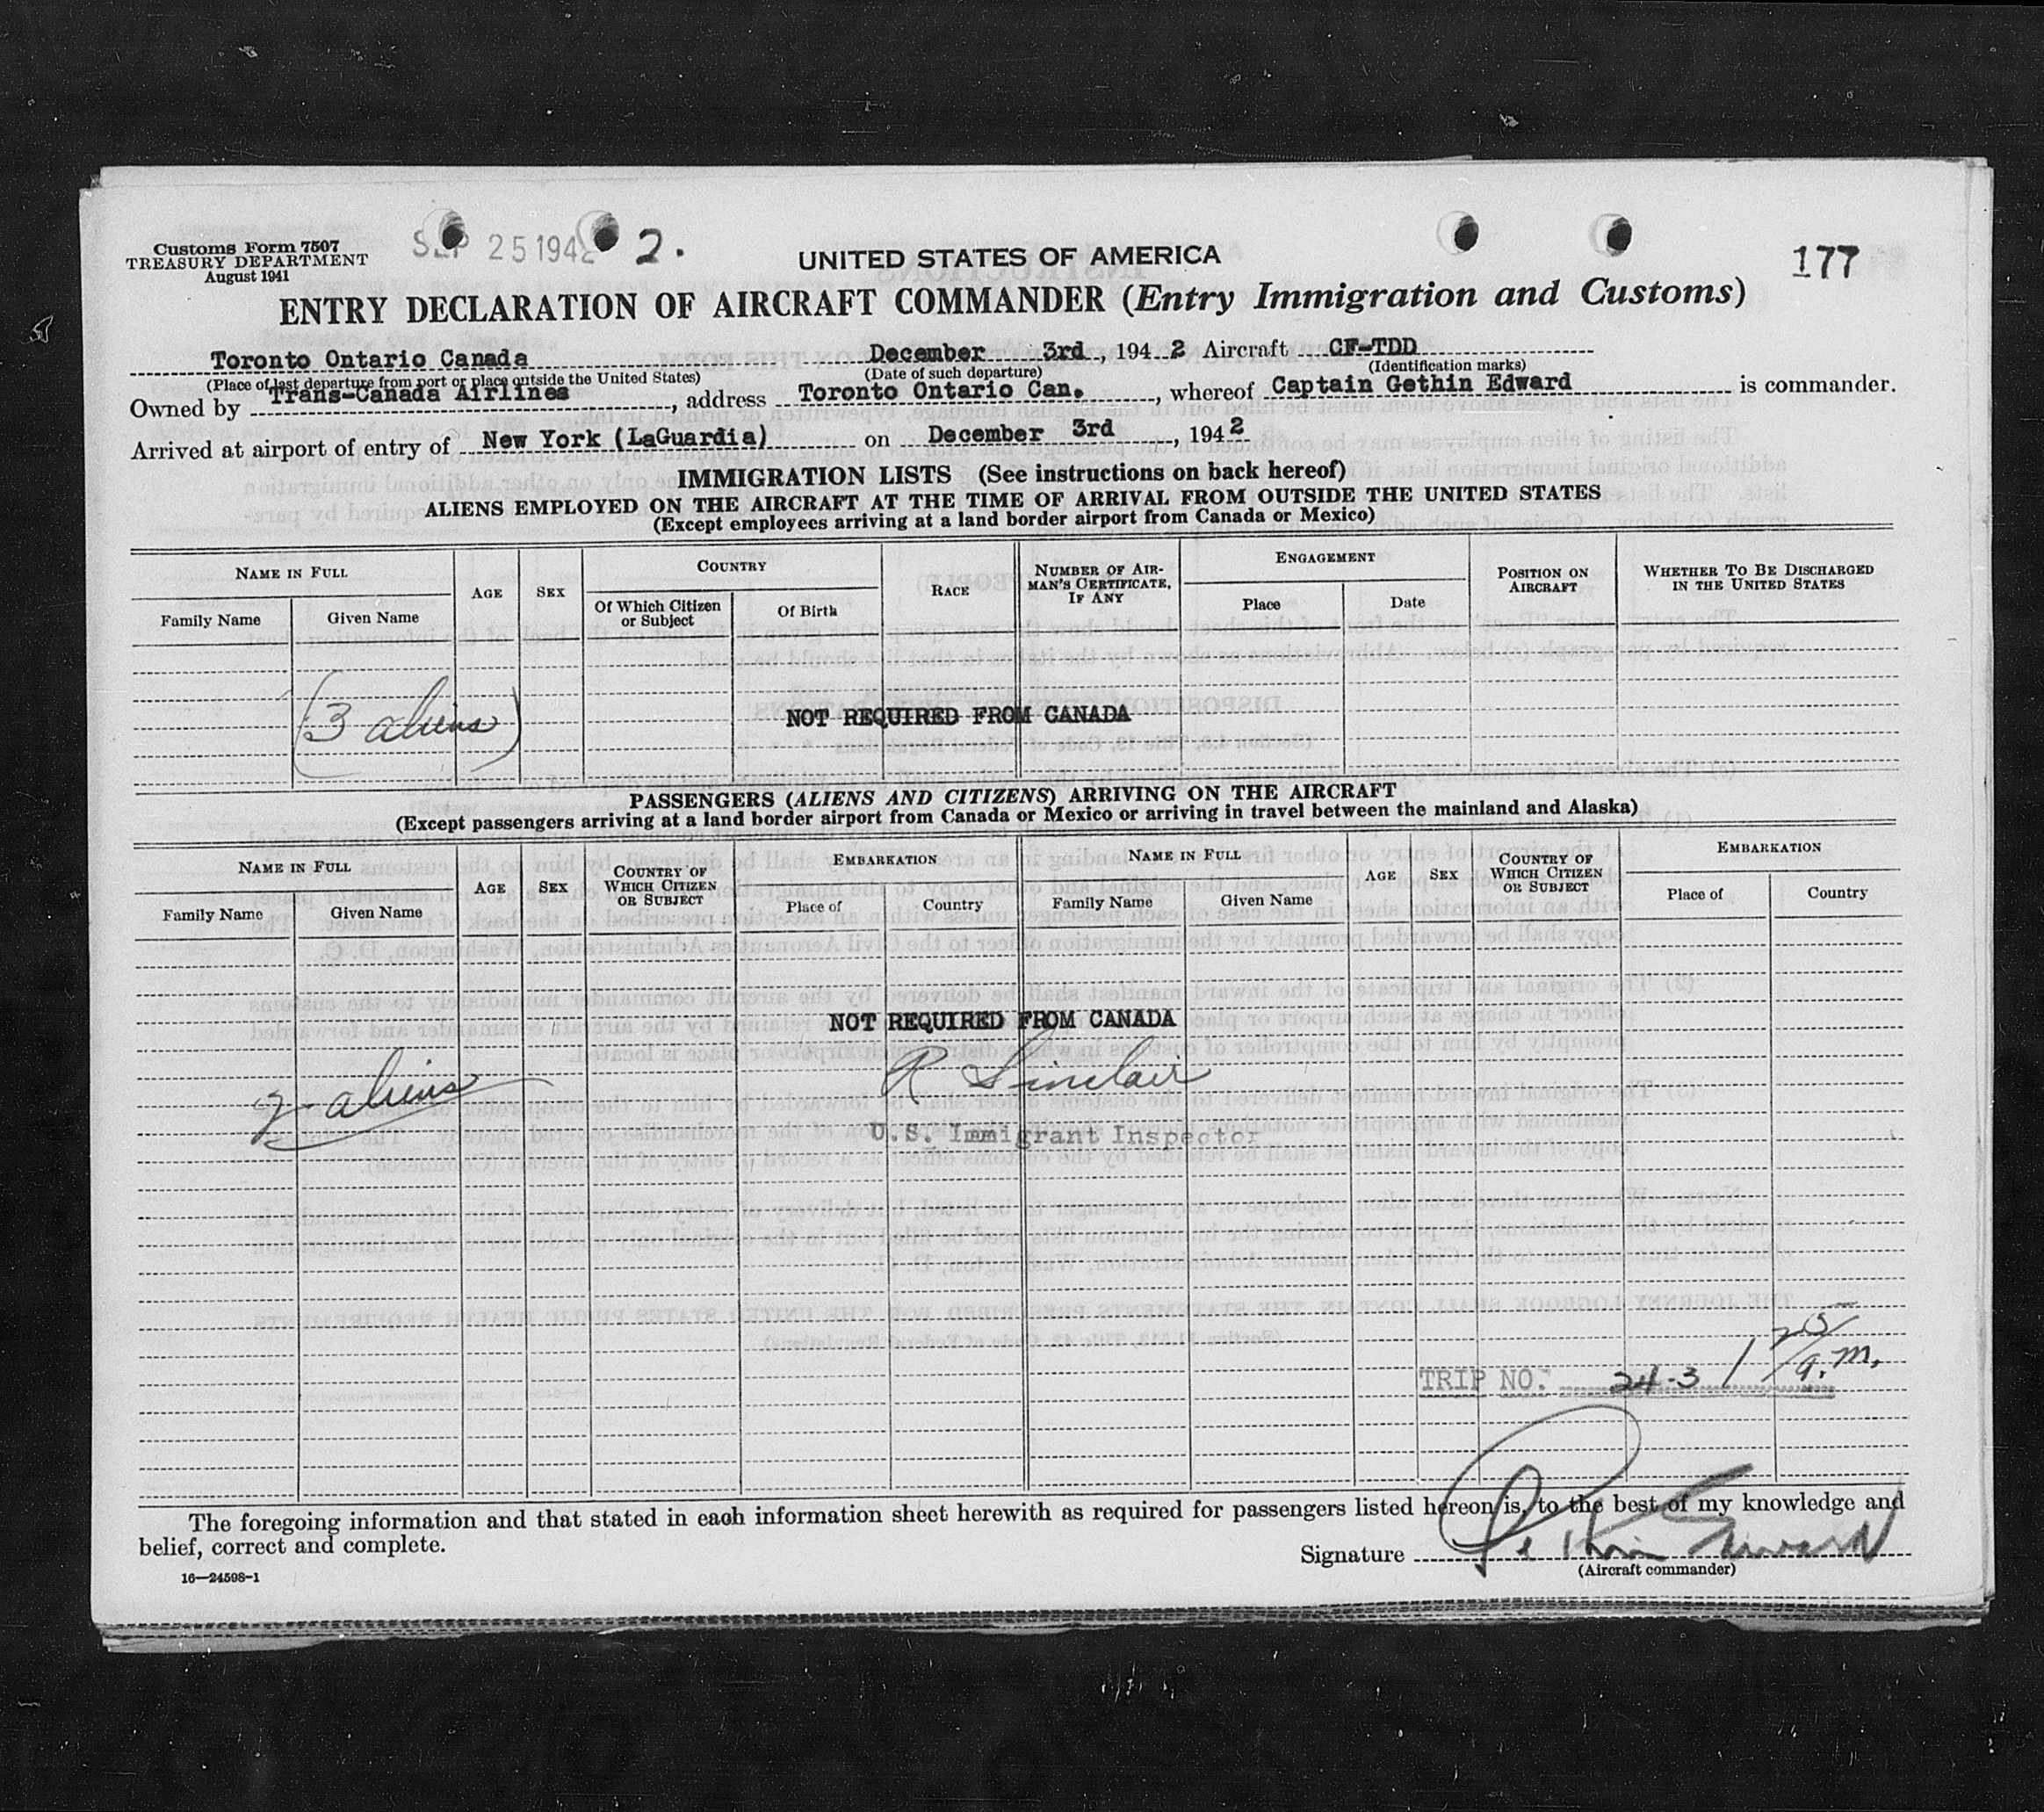 Customs Form 7507
TREASURY DEPARTMENT
August 1941
SEP 25 1942 2.
UNITED STATES OF AMERICA
177
ENTRY DECLARATION OF AIRCRAFT COMMANDER (Entry Immigration and Customs)
Toronto Ontario Canada December 3rd, 1942 Aircraft CF-TDD
(Place of last departure from port or place outside the United States) (Date of such departure) (Identification marks)
Owned by Trans-Canada Airlines, address Toronto Ontario Can., whereof Captain Gethin Edward is commander.
Arrived at airport of entry of New York (LaGuardia) on December 3rd, 1942
IMMIGRATION LISTS (See instructions on back hereof)
ALIENS EMPLOYED ON THE AIRCRAFT AT THE TIME OF ARRIVAL FROM OUTSIDE THE UNITED STATES
(Except employees arriving at a land border airport from Canada or Mexico)
NAME IN FULL AGE SEX COUNTRY RACE NUMBER OF AIRMAN'S CERTIFICATE, IF ANY ENGAGEMENT POSITION ON AIRCRAFT WHETHER TO BE DISCHARGED IN THE UNITED STATES
Family Name Given Name Of Which Citizen or Subject Of Birth Place Date
(3 aliens) NOT REQUIRED FROM CANADA
PASSENGERS (ALIENS AND CITIZENS) ARRIVING ON THE AIRCRAFT
(Except passengers arriving at a land border airport from Canada or Mexico or arriving in travel between the mainland and Alaska)
NAME IN FULL AGE SEX COUNTRY OF WHICH CITIZEN OR SUBJECT EMBARKATION NAME IN FULL AGE SEX COUNTRY OF WHICH CITIZEN OR SUBJECT EMBARKATION
Family Name Given Name Place of Country Family Name Given Name Place of Country
NOT REQUIRED FROM CANADA
aliens R Sinclair
U.S. Immigrant Inspector
TRIP NO. 24-3 1 25/a.m.
The foregoing information and that stated in each information sheet herewith as required for passengers listed hereon is, to the best of my knowledge and
belief, correct and complete.
Signature Gethin Edward
(Aircraft commander)
16—24598-1